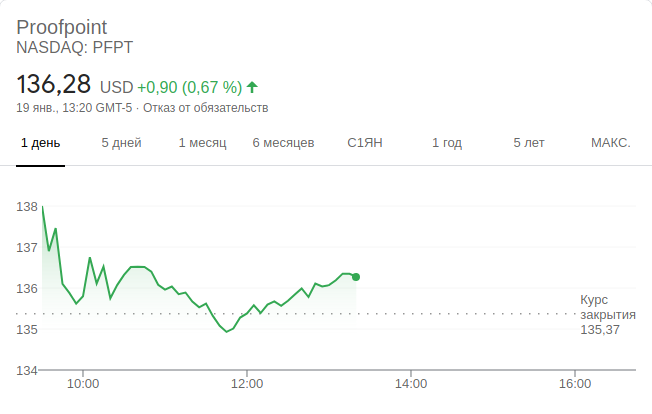 Proofpoint
NASDAQ: PFPT
136,28 USD +0,90 (0,67 %)
19 янв., 13:20 GMT-5 · Отказ от обязательств
1 день 5 дней 1 месяц 6 месяцев С1ЯН 1 год 5 лет МАКС.
138
137
136
Курс
закрытия
135,37
135
134
10:00 12:00 14:00 16:00